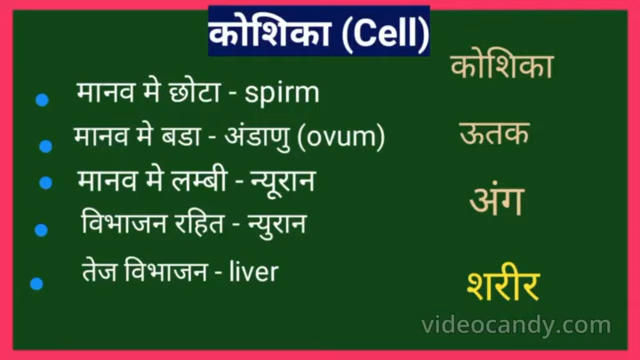 कोशिका (Cell)
मानव मे छोटा - spirm
मानव मे बडा - अंडाणु (ovum)
मानव मे लम्बी - न्यूरान
विभाजन रहित - न्युरान
तेज विभाजन - liver
कोशिका
ऊतक
अंग
शरीर
videocandy.com